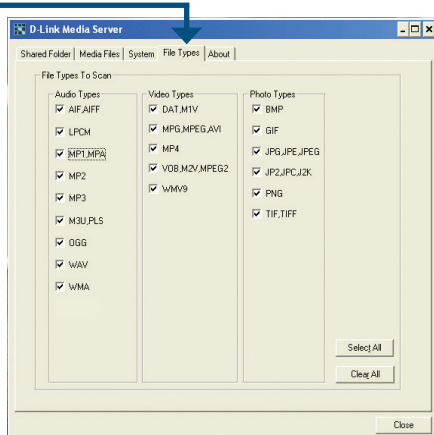 D-Link Media Server
Shared Folder Media Files System File Types About
File Types To Scan
Audio Types
AIF,AIFF
LPCM
MP1,MPA
MP2
MP3
M3U,PLS
OGG
WAV
WMA
Video Types
DAT,M1V
MPG,MPEG,AVI
MP4
VOB,M2V,MPEG2
WMV9
Photo Types
BMP
GIF
JPG,JPE,JPEG
JP2,JPC,J2K
PNG
TIF,TIFF
Select All
Clear All
Close